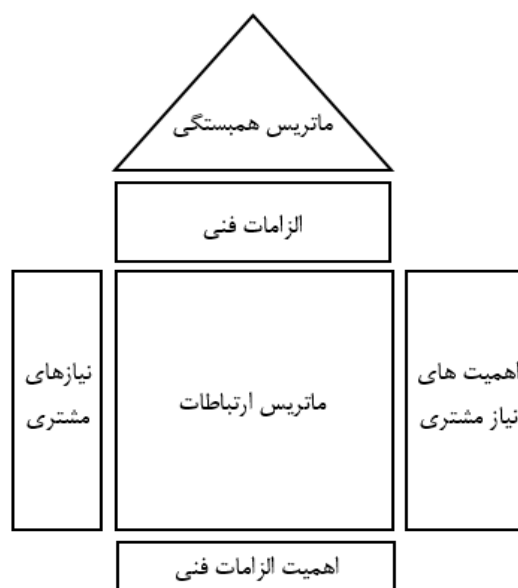 ماتریس همبستگی
الزامات فنی
اهمیت های
نیاز مشتری
ماتریس ارتباطات
نیازهای
مشتری
اهمیت الزامات فنی